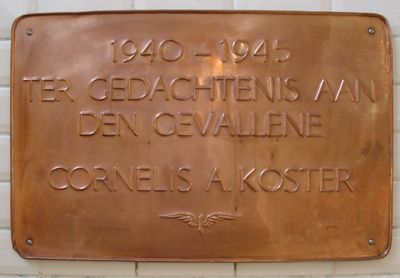 1940 – 1945
TER GEDACHTENIS AAN
DEN GEVALLENE
CORNELIS A. KOSTER